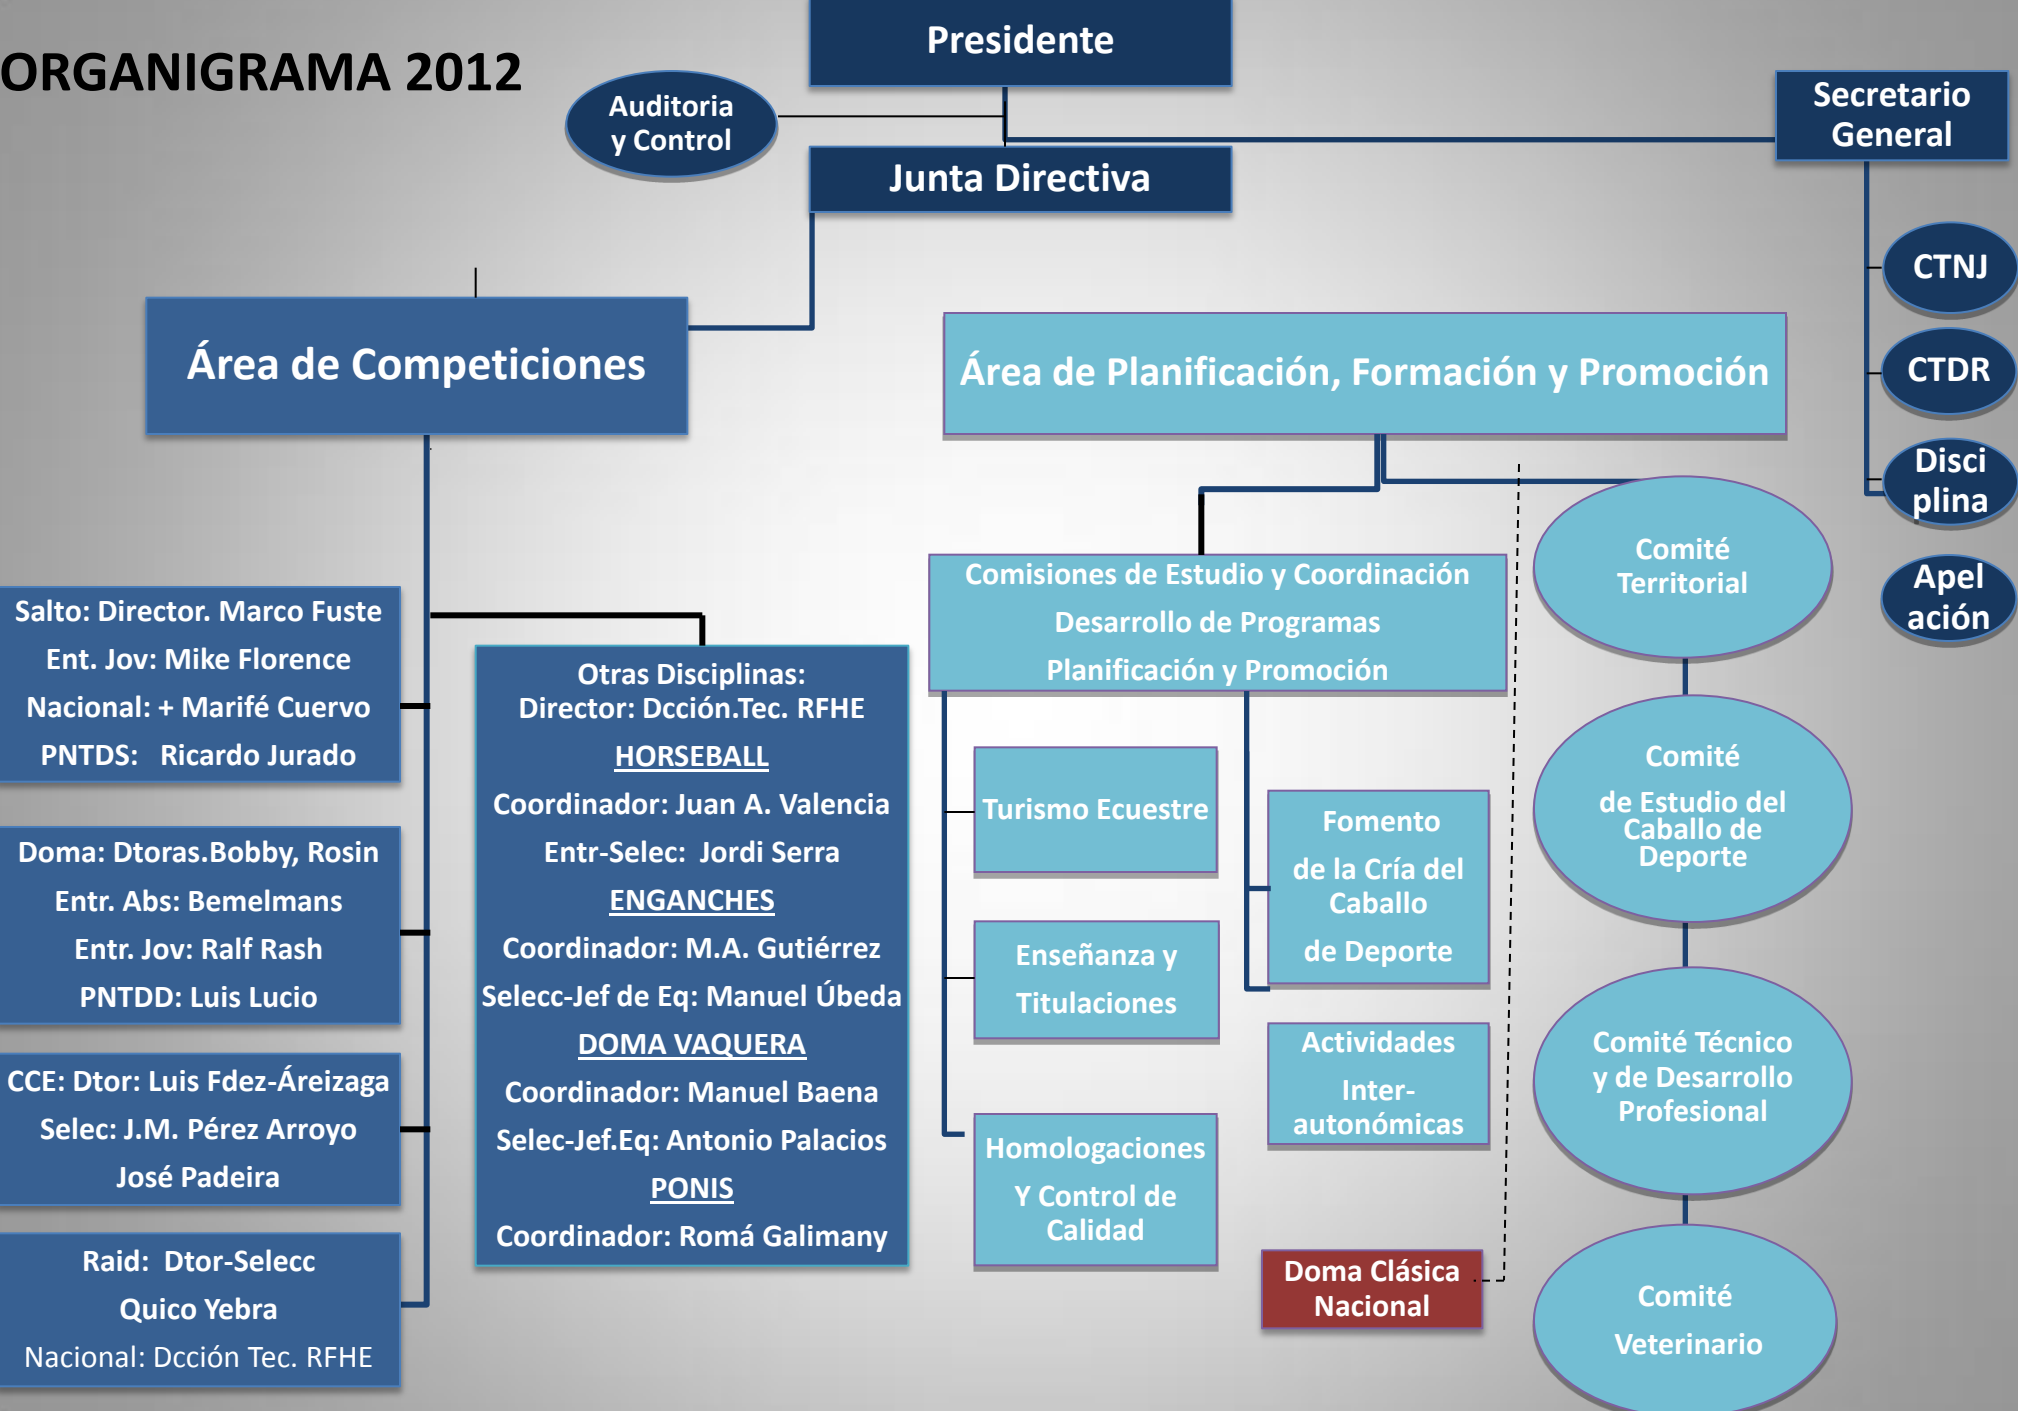 ORGANIGRAMA 2012
Presidente
Auditoria
y Control
Secretario
General
Junta Directiva
CTNJ
CTDR
Disci
plina
Apel
ación
Área de Competiciones
Área de Planificación, Formación y Promoción
Salto: Director. Marco Fuste
Ent. Jov: Mike Florence
Nacional: + Marifé Cuervo
PNTDS: Ricardo Jurado
Doma: Dtoras.Bobby, Rosin
Entr. Abs: Bemelmans
Entr. Jov: Ralf Rash
PNTDD: Luis Lucio
CCE: Dtor: Luis Fdez-Áreizaga
Selec: J.M. Pérez Arroyo
José Padeira
Raid: Dtor-Selecc
Quico Yebra
Nacional: Dcción Tec. RFHE
Otras Disciplinas:
Director: Dcción.Tec. RFHE
HORSEBALL
Coordinador: Juan A. Valencia
Entr-Selec: Jordi Serra
ENGANCHES
Coordinador: M.A. Gutiérrez
Selecc-Jef de Eq: Manuel Úbeda
DOMA VAQUERA
Coordinador: Manuel Baena
Selec-Jef.Eq: Antonio Palacios
PONIS
Coordinador: Romá Galimany
Comisiones de Estudio y Coordinación
Desarrollo de Programas
Planificación y Promoción
Turismo Ecuestre
Enseñanza y
Titulaciones
Homologaciones
Y Control de
Calidad
Fomento
de la Cría del
Caballo
de Deporte
Actividades
Inter-
autonómicas
Doma Clásica
Nacional
Comité
Territorial
Comité
de Estudio del
Caballo de
Deporte
Comité Técnico
y de Desarrollo
Profesional
Comité
Veterinario